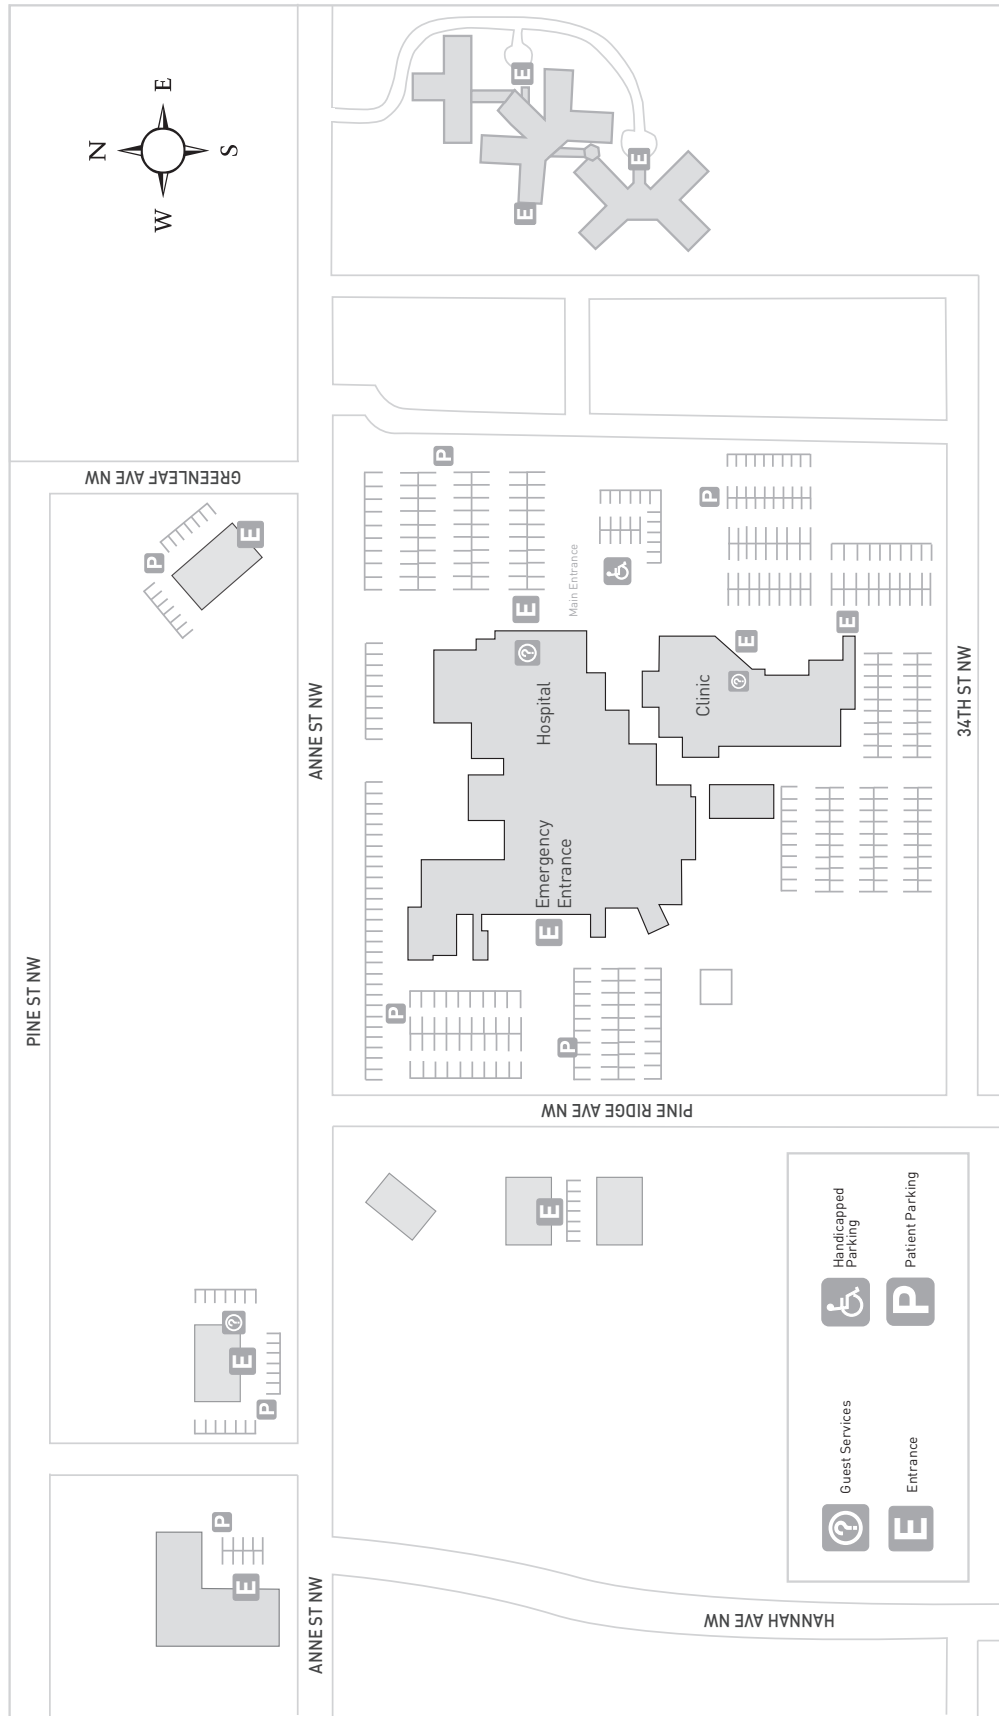 N
E
S
W
GREENLEAF AVE NW
PINE ST NW
ANNE ST NW
34TH ST NW
PINE RIDGE AVE NW
HANNAH AVE NW
ANNE ST NW
E
E
E
E
P
P
P
E
Main Entrance
E
?
Hospital
E
E
?
Clinic
Emergency
Entrance
E
P
P
E
?
E
P
P
E
? Guest Services
E Entrance
Handicapped
Parking
P Patient Parking